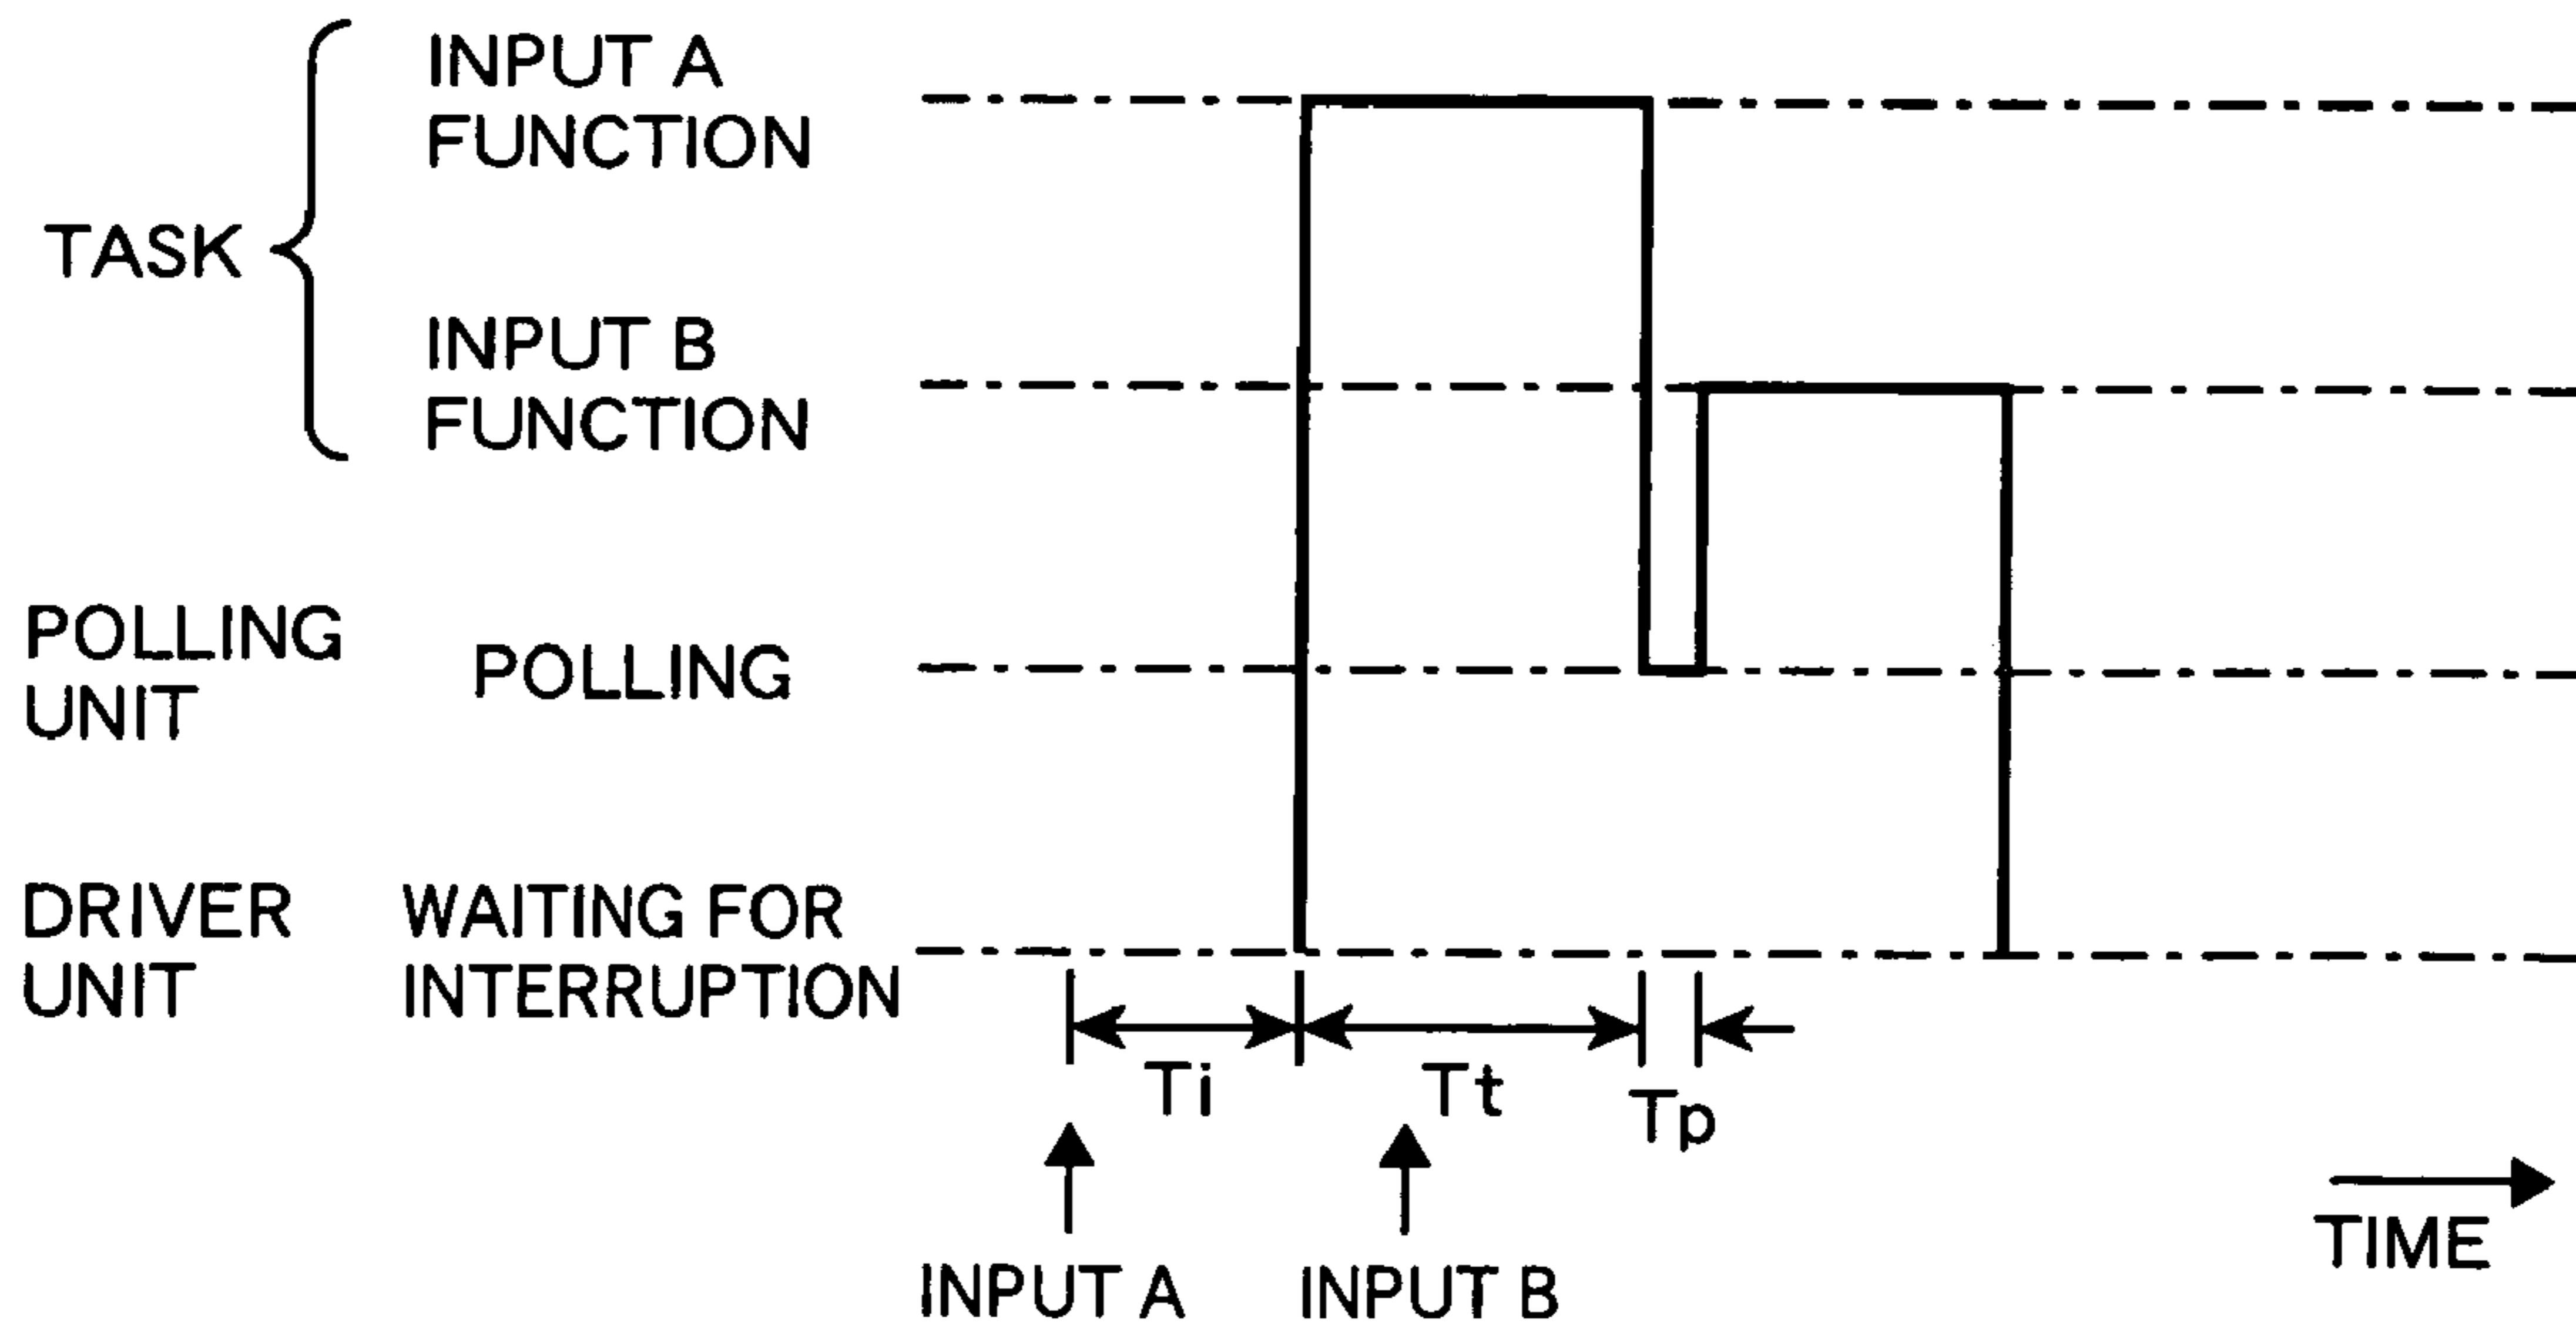 INPUT A
FUNCTION
TASK
INPUT B
FUNCTION
POLLING
UNIT
POLLING
DRIVER
UNIT
WAITING FOR
INTERRUPTION
Ti
Tt
Tp
INPUT A
INPUT B
TIME